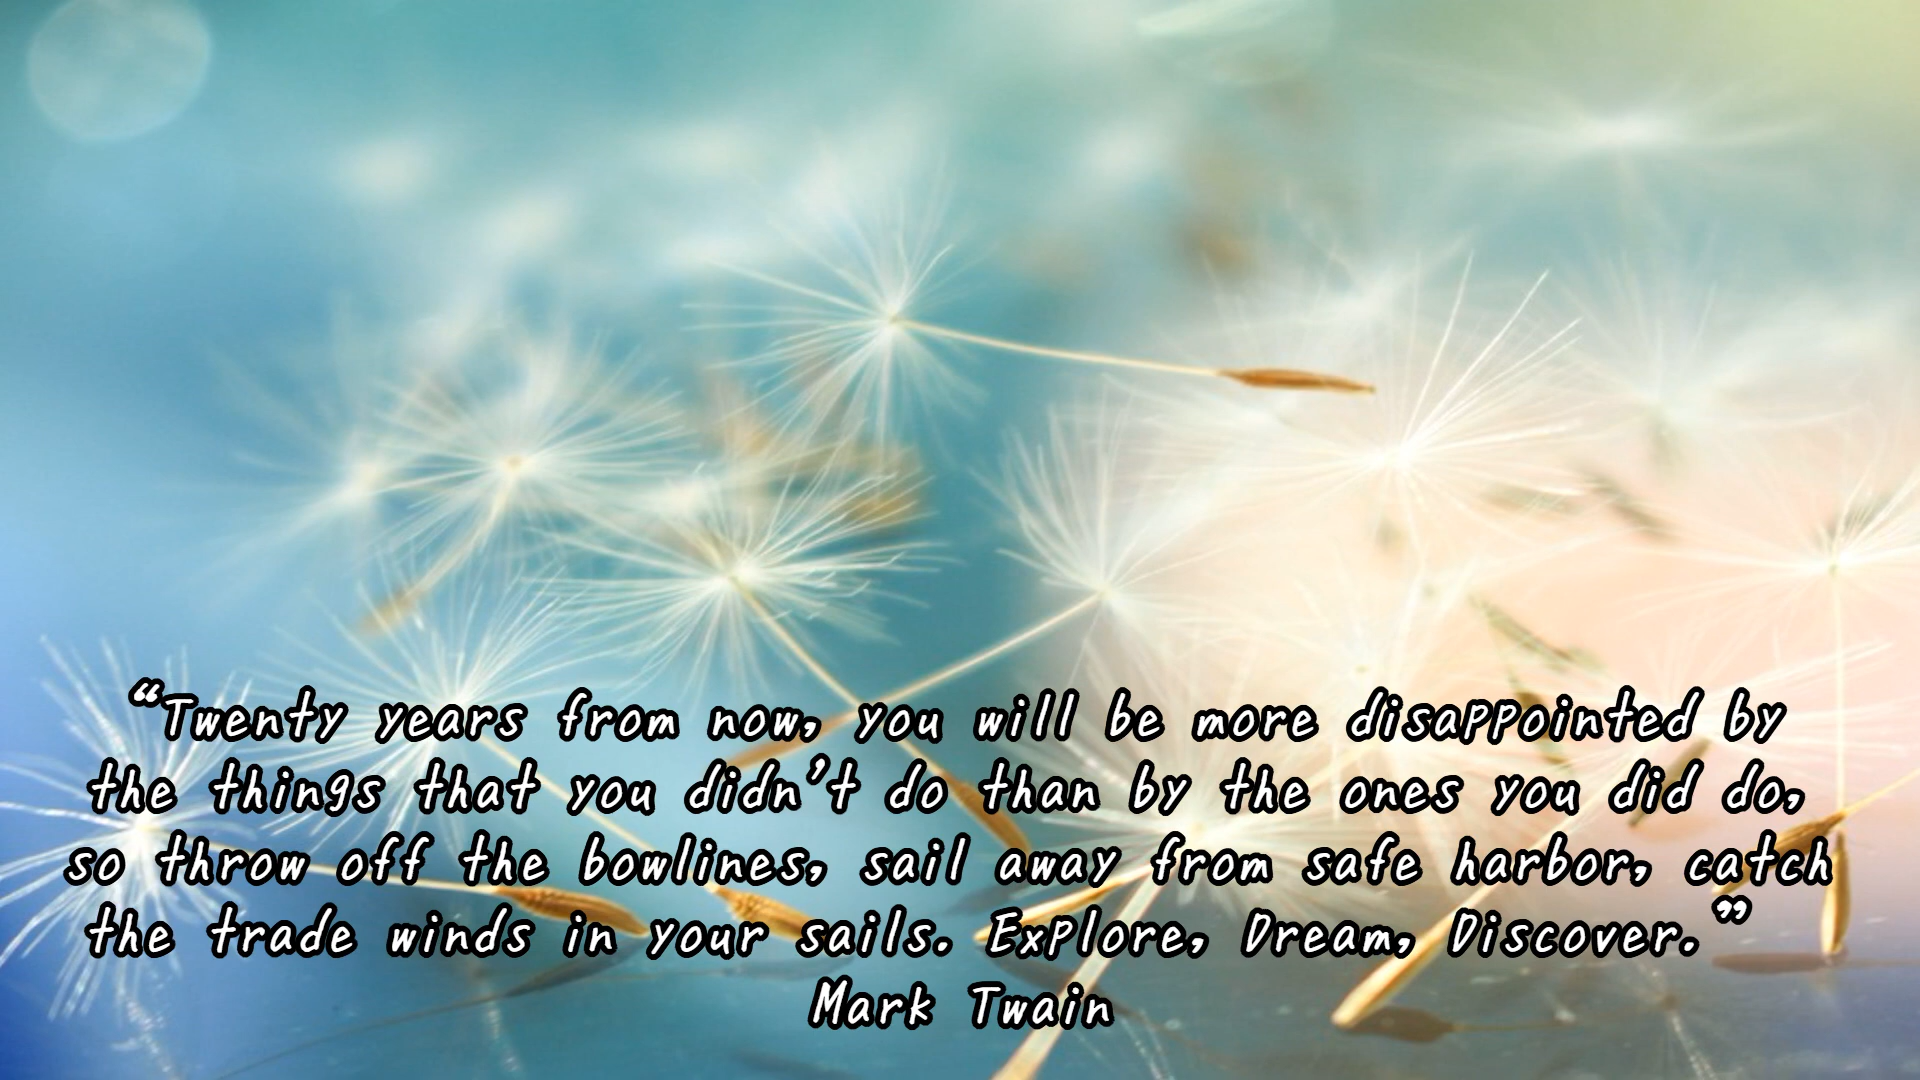 “Twenty years from now, you will be more disappointed by
the things that you didn’t do than by the ones you did do,
so throw off the bowlines, sail away from safe harbor, catch
the trade winds in your sails. Explore, Dream, Discover.”
Mark Twain